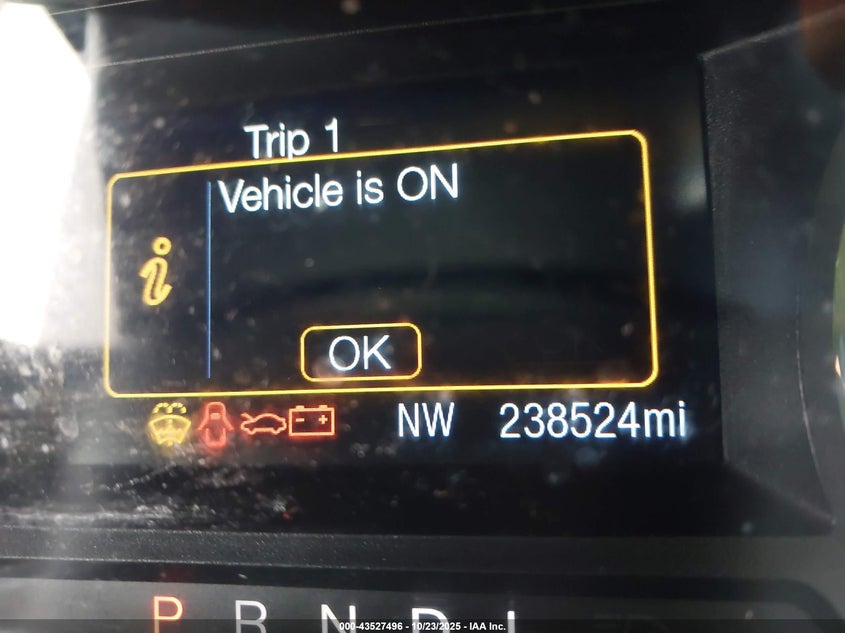 Trip 1
Vehicle is ON
i
OK
NW 238524mi
P R N D L
000-43527496 - 10/23/2025 - IAA Inc.